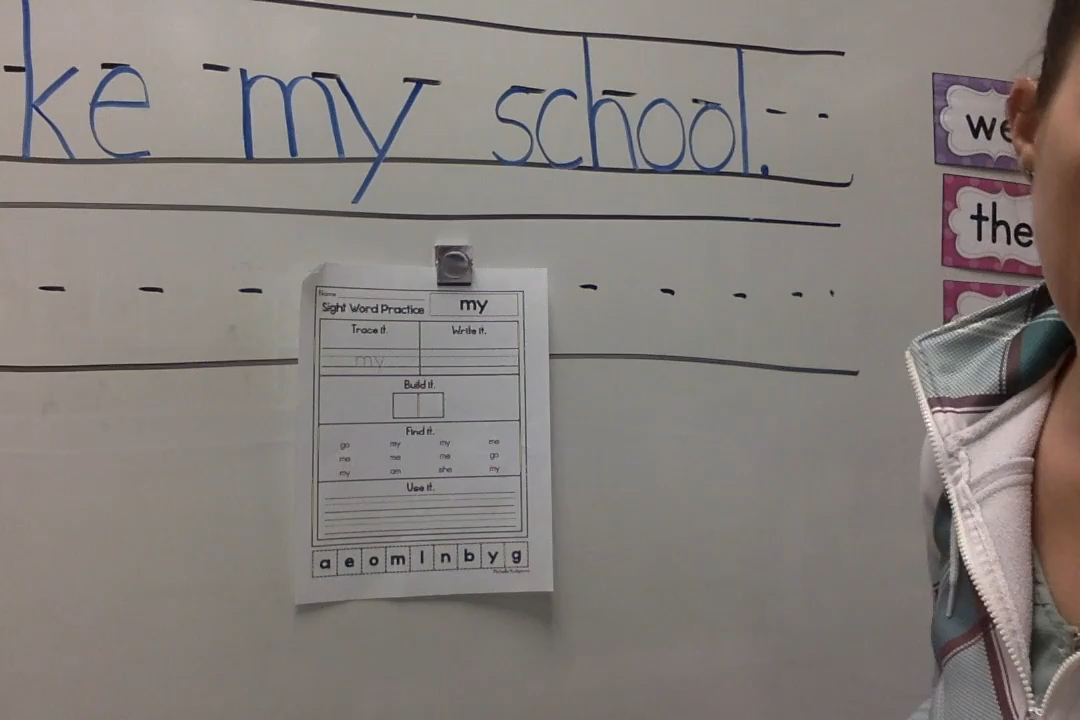 ke my school.
we
the
Name
Sight Word Practice my
Trace it. Write it.
my
Build it.
Find it.
go my my me
me me me go
my am she my
Use it.
a e o m l n b y g